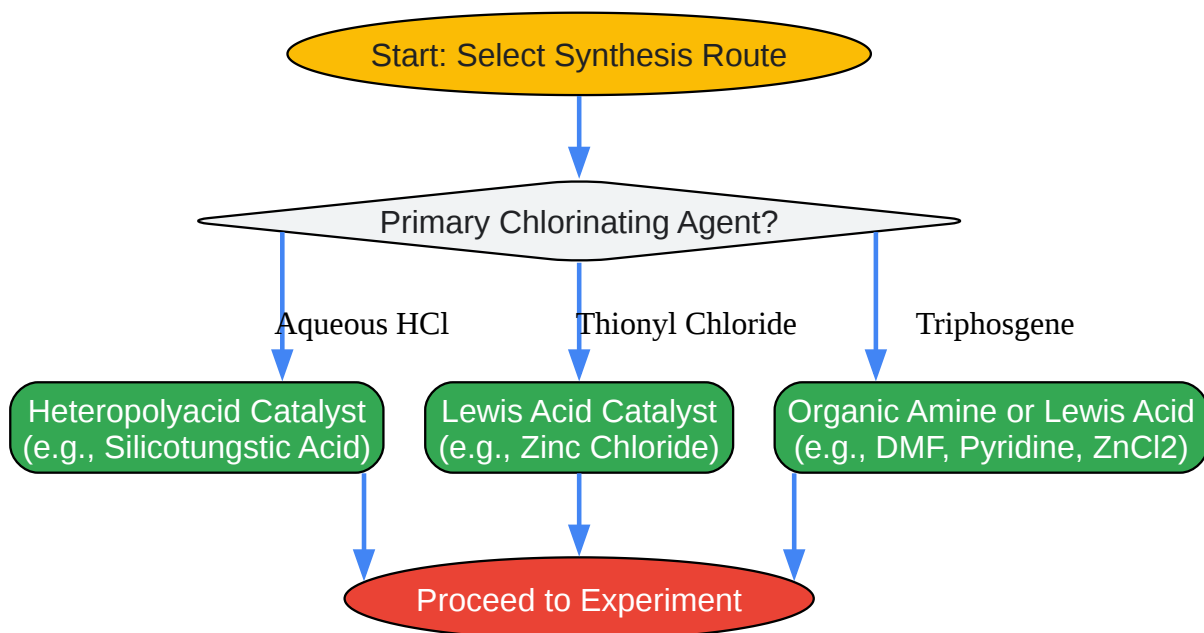 Start: Select Synthesis Route
Primary Chlorinating Agent?
Aqueous HCl
Thionyl Chloride
Triphosgene
Heteropolyacid Catalyst
(e.g., Silicotungstic Acid)
Lewis Acid Catalyst
(e.g., Zinc Chloride)
Organic Amine or Lewis Acid
(e.g., DMF, Pyridine, ZnCl2)
Proceed to Experiment